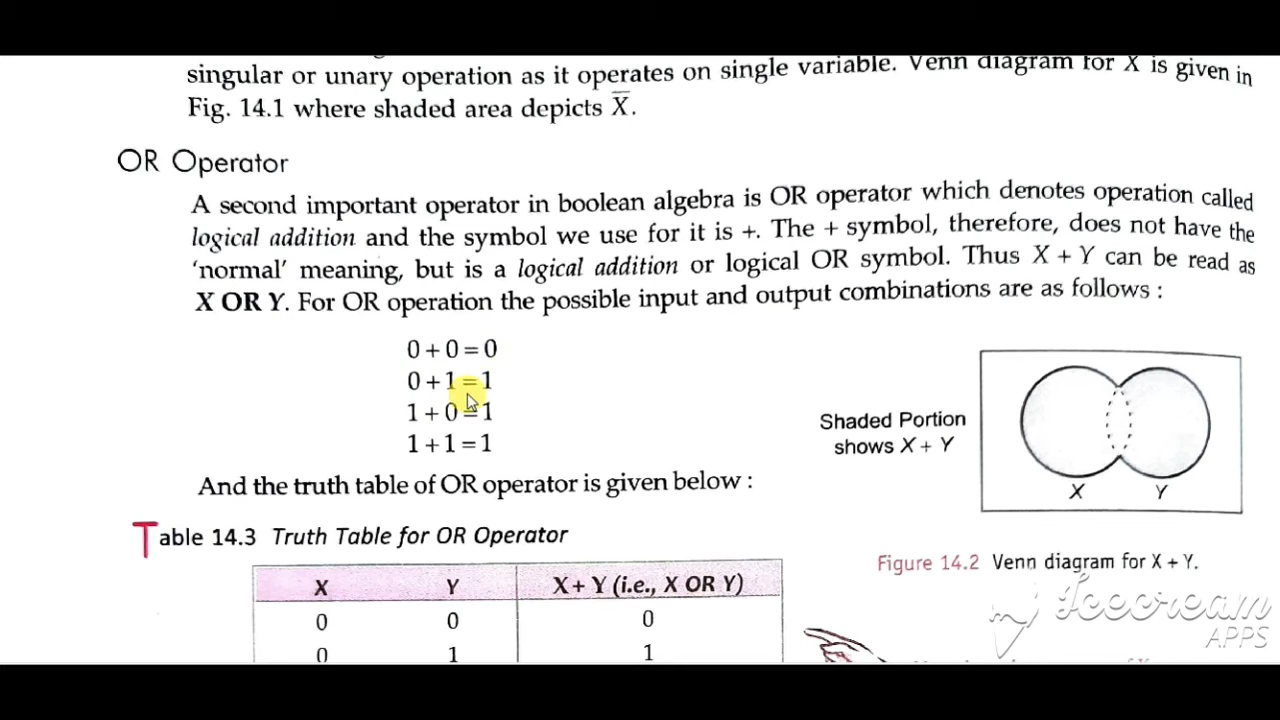 singular or unary operation as it operates on single variable. Venn diagram for X is given in
Fig. 14.1 where shaded area depicts X̅.
OR Operator
A second important operator in boolean algebra is OR operator which denotes operation called
logical addition and the symbol we use for it is +. The + symbol, therefore, does not have the
'normal' meaning, but is a logical addition or logical OR symbol. Thus X + Y can be read as
X OR Y. For OR operation the possible input and output combinations are as follows :
0 + 0 = 0
0 + 1 = 1
1 + 0 = 1
1 + 1 = 1
Shaded Portion
shows X + Y
X Y
And the truth table of OR operator is given below :
Table 14.3 Truth Table for OR Operator
Figure 14.2 Venn diagram for X + Y.
X Y X + Y (i.e., X OR Y)
0 0 0
0 1 1
Icecream
APPS